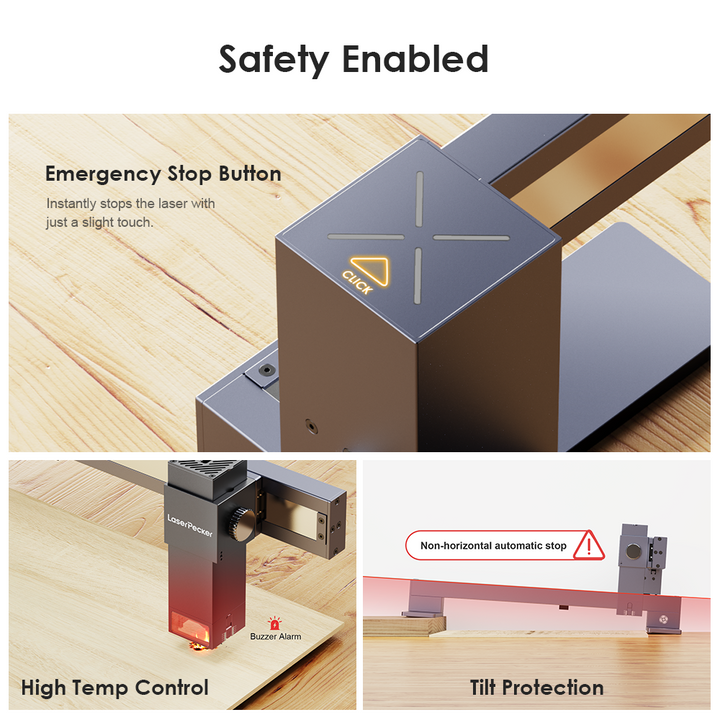 Safety Enabled
Emergency Stop Button
Instantly stops the laser with
just a slight touch.
CLICK
LaserPecker
Buzzer Alarm
High Temp Control
Non-horizontal automatic stop
Tilt Protection